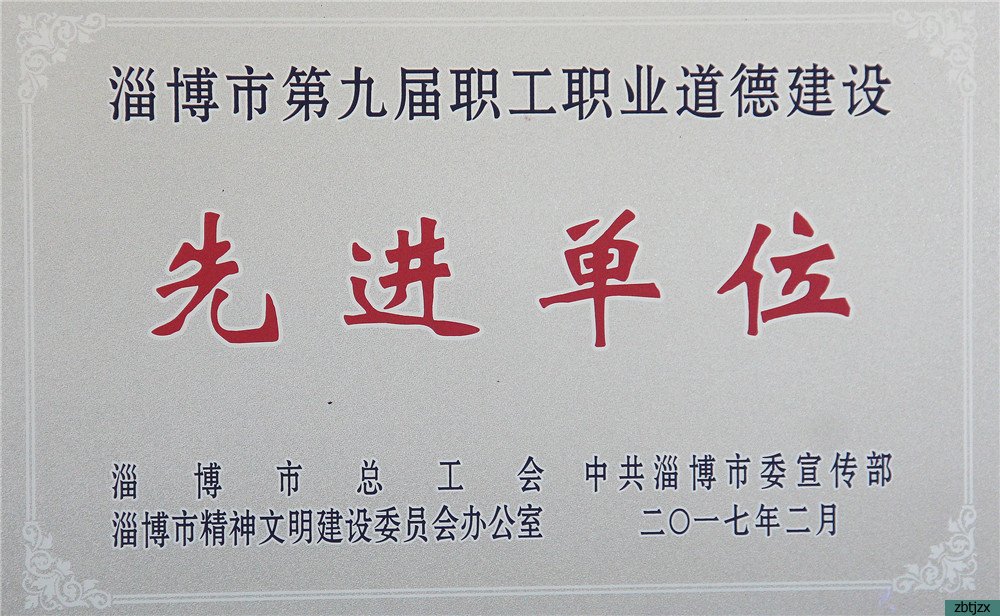 淄博市第九届职工职业道德建设
先进单位
淄博市总工会 中共淄博市委宣传部
淄博市精神文明建设委员会办公室 二〇一七年二月
zbtjzx